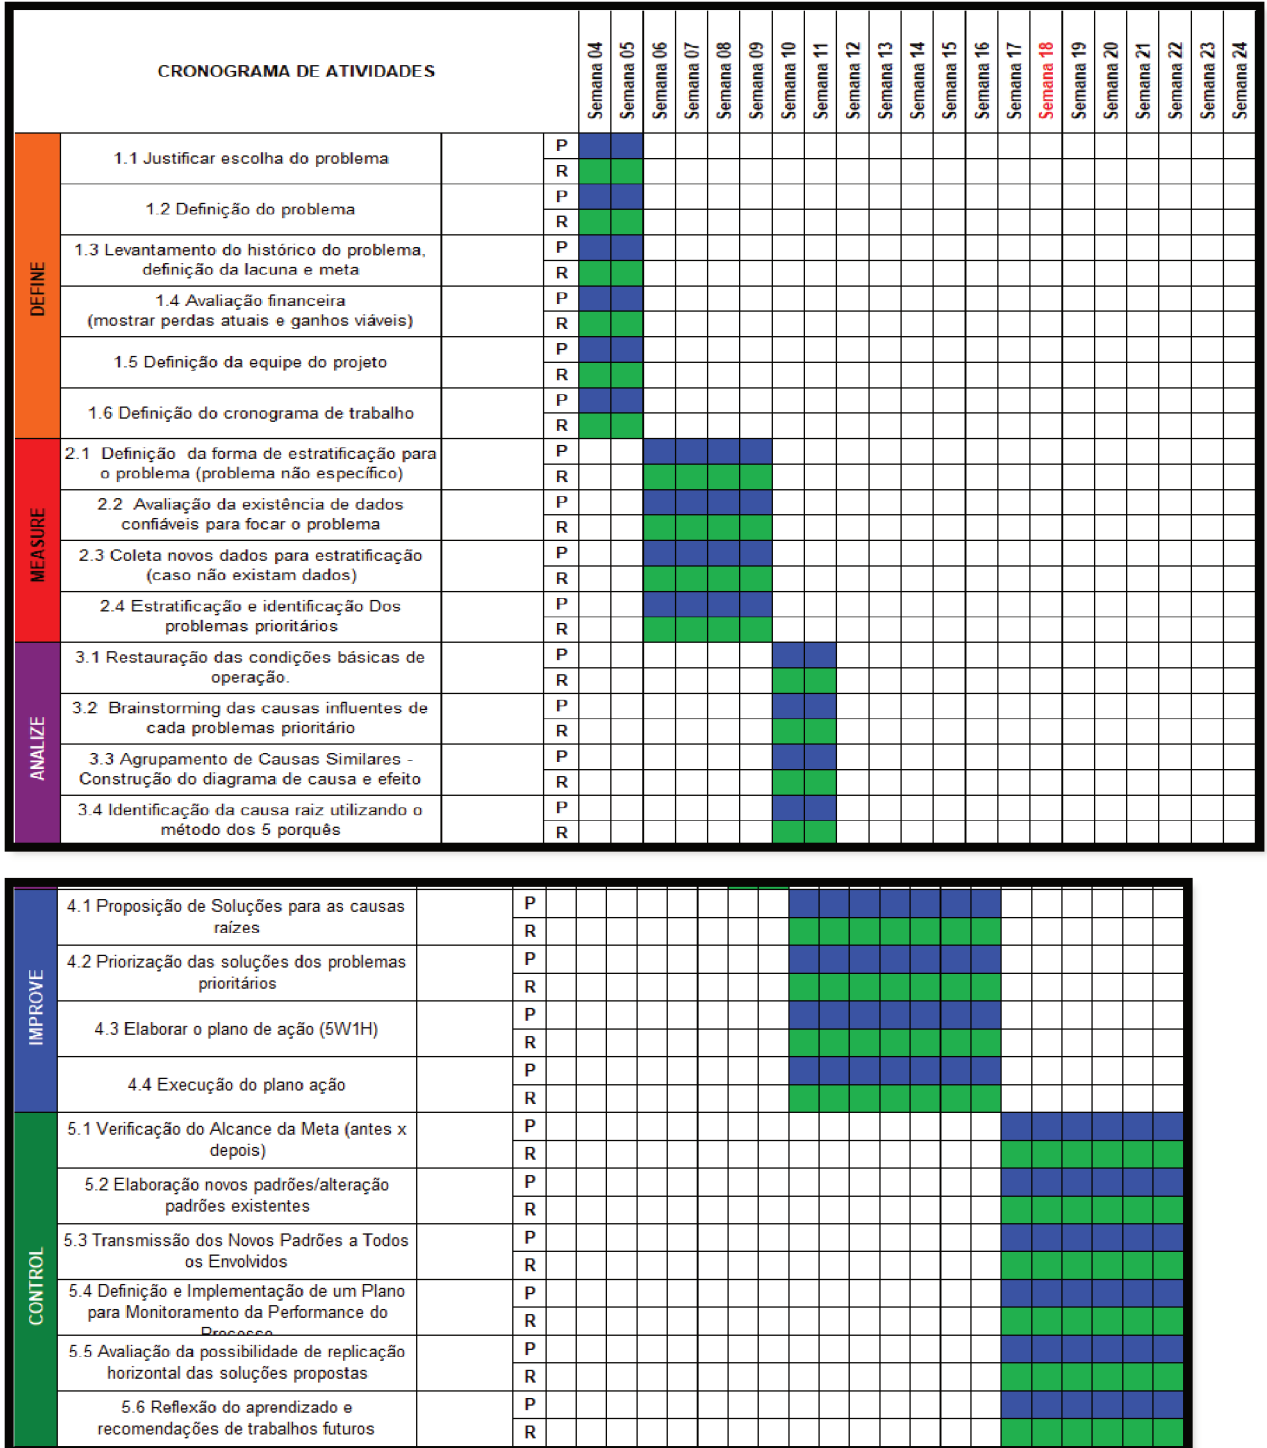 CRONOGRAMA DE ATIVIDADES
Semana 04
Semana 05
Semana 06
Semana 07
Semana 08
Semana 09
Semana 10
Semana 11
Semana 12
Semana 13
Semana 14
Semana 15
Semana 16
Semana 17
Semana 18
Semana 19
Semana 20
Semana 21
Semana 22
Semana 23
Semana 24
DEFINE
1.1 Justificar escolha do problema
P
R
1.2 Definição do problema
P
R
1.3 Levantamento do histórico do problema,
definição da lacuna e meta
P
R
1.4 Avaliação financeira
(mostrar perdas atuais e ganhos viáveis)
P
R
1.5 Definição da equipe do projeto
P
R
1.6 Definição do cronograma de trabalho
P
R
MEASURE
2.1 Definição da forma de estratificação para
o problema (problema não específico)
P
R
2.2 Avaliação da existência de dados
confiáveis para focar o problema
P
R
2.3 Coleta novos dados para estratificação
(caso não existam dados)
P
R
2.4 Estratificação e identificação Dos
problemas prioritários
P
R
ANALIZE
3.1 Restauração das condições básicas de
operação.
P
R
3.2 Brainstorming das causas influentes de
cada problemas prioritário
P
R
3.3 Agrupamento de Causas Similares -
Construção do diagrama de causa e efeito
P
R
3.4 Identificação da causa raiz utilizando o
método dos 5 porquês
P
R
IMPROVE
4.1 Proposição de Soluções para as causas
raízes
P
R
4.2 Priorização das soluções dos problemas
prioritários
P
R
4.3 Elaborar o plano de ação (5W1H)
P
R
4.4 Execução do plano ação
P
R
CONTROL
5.1 Verificação do Alcance da Meta (antes x
depois)
P
R
5.2 Elaboração novos padrões/alteração
padrões existentes
P
R
5.3 Transmissão dos Novos Padrões a Todos
os Envolvidos
P
R
5.4 Definição e Implementação de um Plano
para Monitoramento da Performance do
Processo
P
R
5.5 Avaliação da possibilidade de replicação
horizontal das soluções propostas
P
R
5.6 Reflexão do aprendizado e
recomendações de trabalhos futuros
P
R